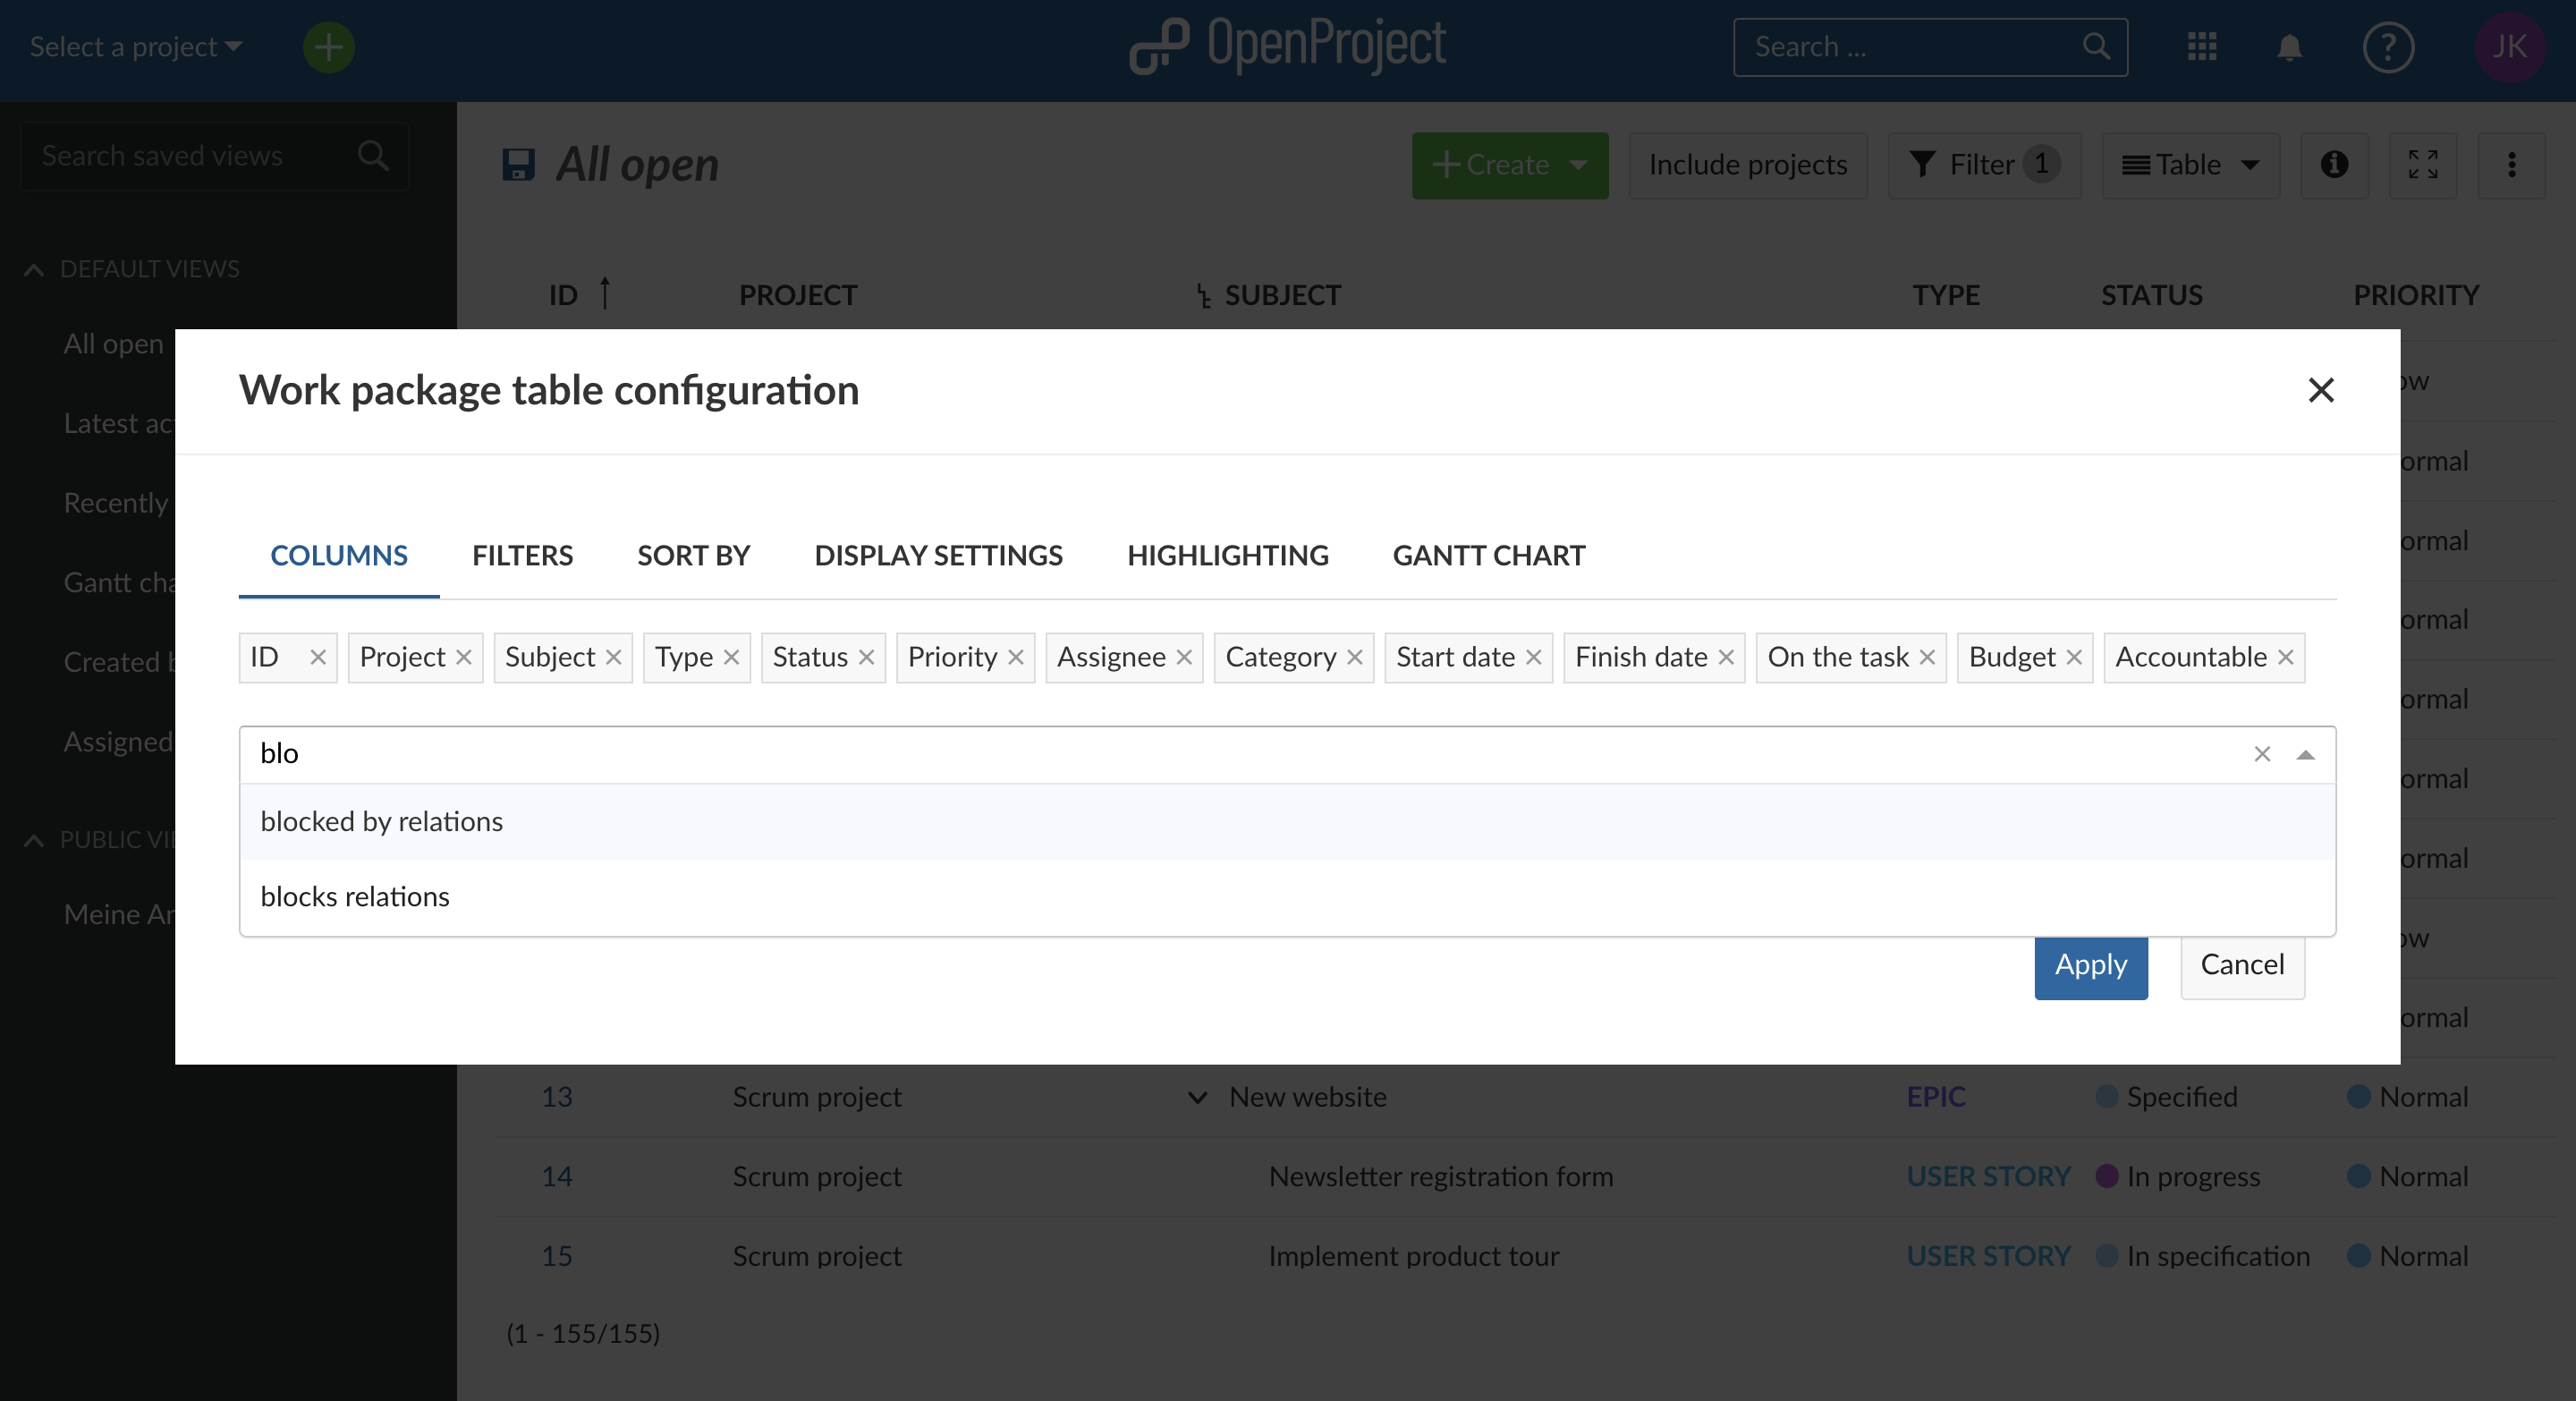 Select a project
OpenProject
Search ...
?
JK
Search saved views
All open
Create
Include projects
Filter 1
Table
DEFAULT VIEWS
ID PROJECT SUBJECT TYPE STATUS PRIORITY
All open
Latest ac
Recently
Gantt cha
Created b
Assigned
PUBLIC VIE
Meine Ar
Work package table configuration
COLUMNS FILTERS SORT BY DISPLAY SETTINGS HIGHLIGHTING GANTT CHART
ID Project Subject Type Status Priority Assignee Category Start date Finish date On the task Budget Accountable
blo
blocked by relations
blocks relations
Apply Cancel
ow
ormal
ormal
ormal
ormal
ormal
ormal
ow
ormal
13 Scrum project New website EPIC Specified Normal
14 Scrum project Newsletter registration form USER STORY In progress Normal
15 Scrum project Implement product tour USER STORY In specification Normal
(1 - 155/155)